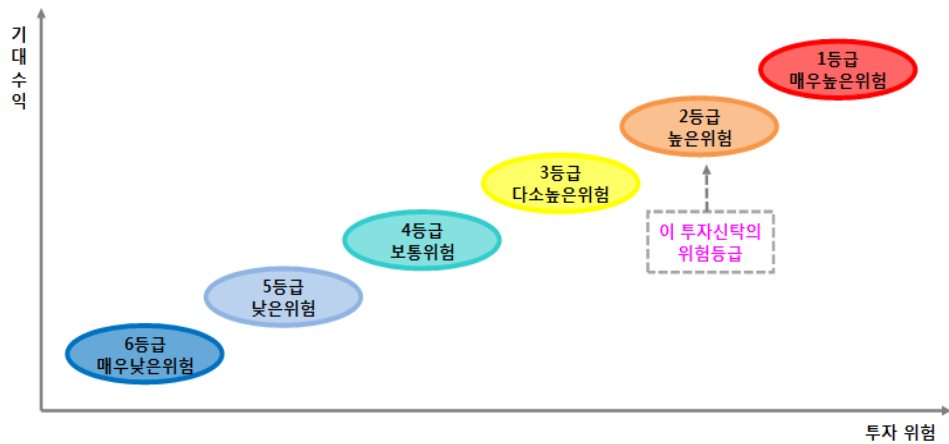 기
대
수
익
1등급
매우높은위험
2등급
높은위험
3등급
다소높은위험
이 투자신탁의
위험등급
4등급
보통위험
5등급
낮은위험
6등급
매우낮은위험
투자 위험